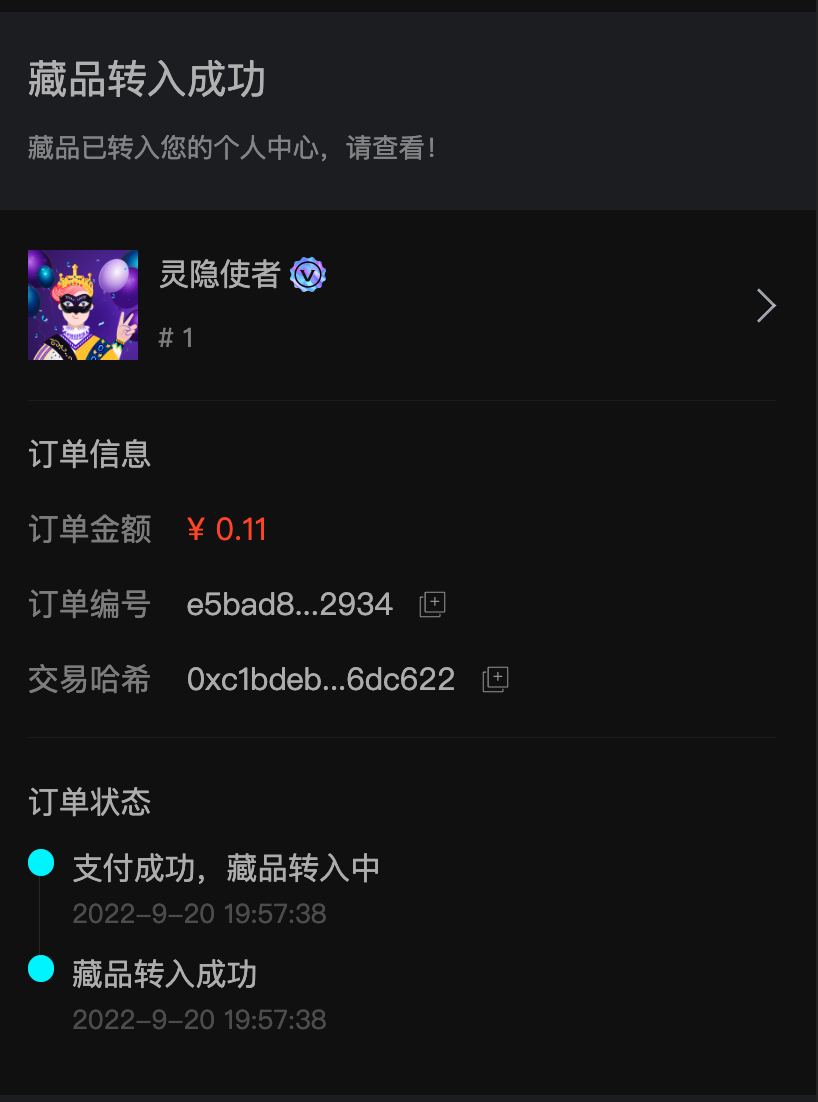 藏品转入成功
藏品已转入您的个人中心，请查看！
灵隐使者
# 1
订单信息
订单金额 ¥ 0.11
订单编号 e5bad8...2934
交易哈希 0xc1bdeb...6dc622
订单状态
支付成功，藏品转入中
2022-9-20 19:57:38
藏品转入成功
2022-9-20 19:57:38